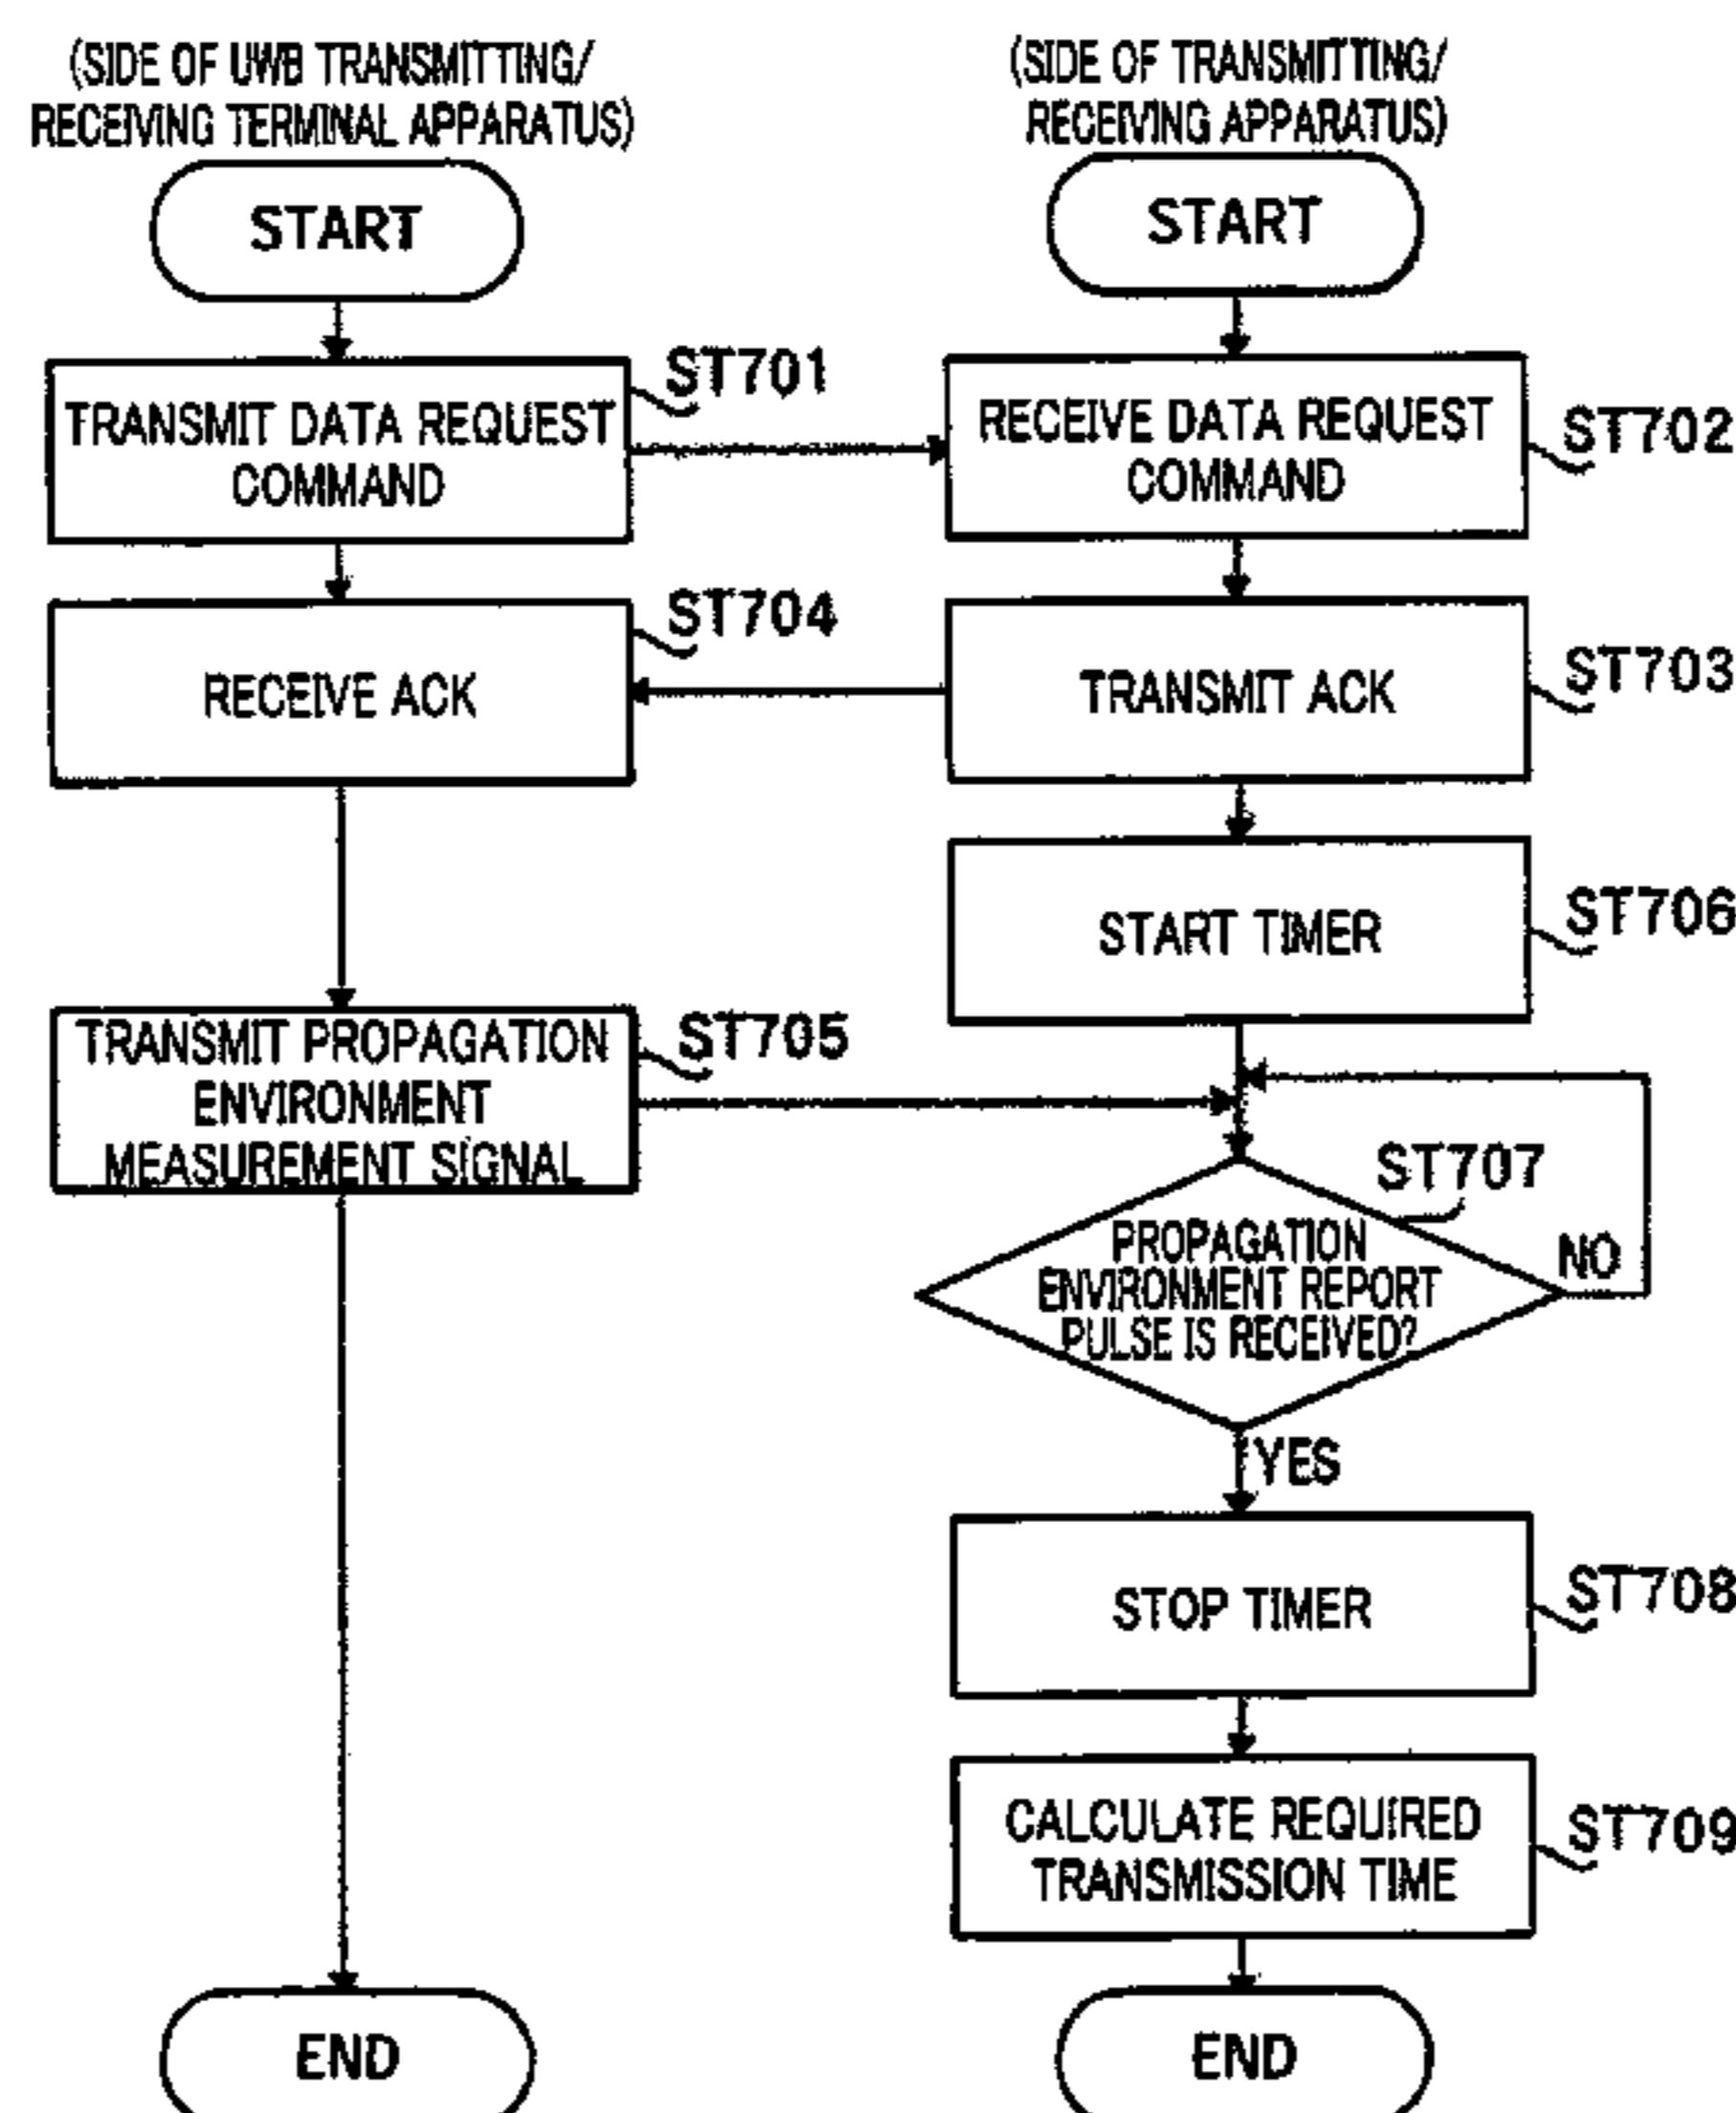 (SIDE OF UWB TRANSMITTING/
RECEIVING TERMINAL APPARATUS)
START
ST701
TRANSMIT DATA REQUEST
COMMAND
ST704
RECEIVE ACK
ST705
TRANSMIT PROPAGATION
ENVIRONMENT
MEASUREMENT SIGNAL
END
(SIDE OF TRANSMITTING/
RECEIVING APPARATUS)
START
RECEIVE DATA REQUEST
COMMAND
ST702
TRANSMIT ACK
ST703
START TIMER
ST706
ST707
PROPAGATION
ENVIRONMENT REPORT
PULSE IS RECEIVED?
NO
YES
STOP TIMER
ST708
CALCULATE REQUIRED
TRANSMISSION TIME
ST709
END